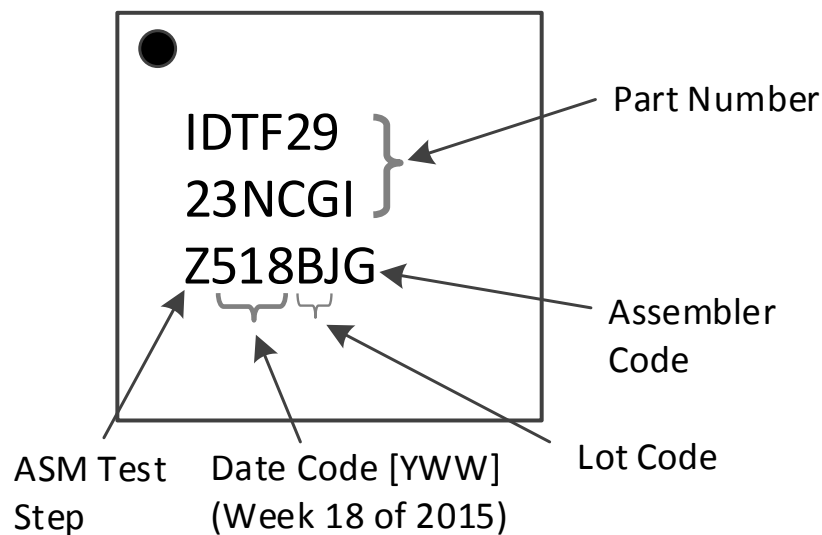 IDTF29
23NCGI
Z518BJG
Part Number
Assembler
Code
Lot Code
Date Code [YWW]
(Week 18 of 2015)
ASM Test
Step